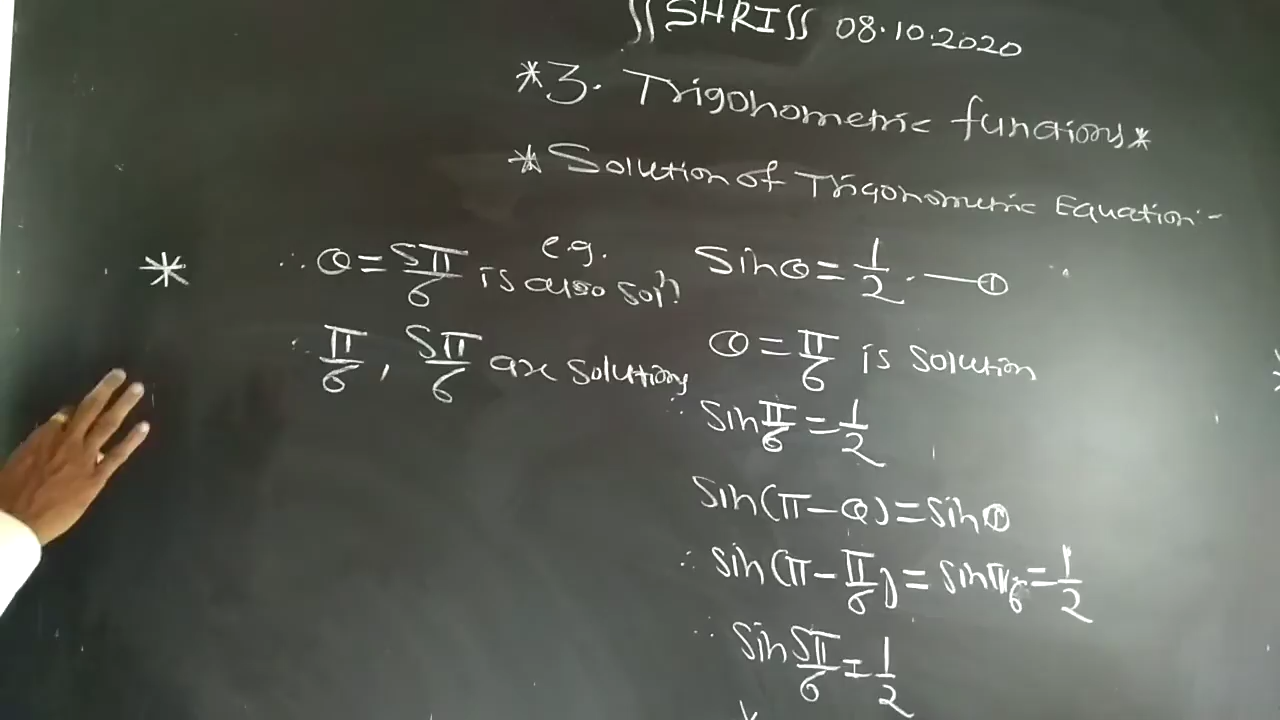 ∬SHRI∬ 08.10.2020
*3. Trigonometric functions*
*Solution of Trigonometric Equation:-
e.g. Sinθ = 1/2. —①
θ = π/6 is solution
∵ Sin π/6 = 1/2
Sin(π-θ) = sinθ
∴ Sin(π - π/6) = Sin π/6 = 1/2
∴ Sin 5π/6 = 1/2
* ∴ θ = 5π/6 is also solⁿ
∴ π/6, 5π/6 are solutions